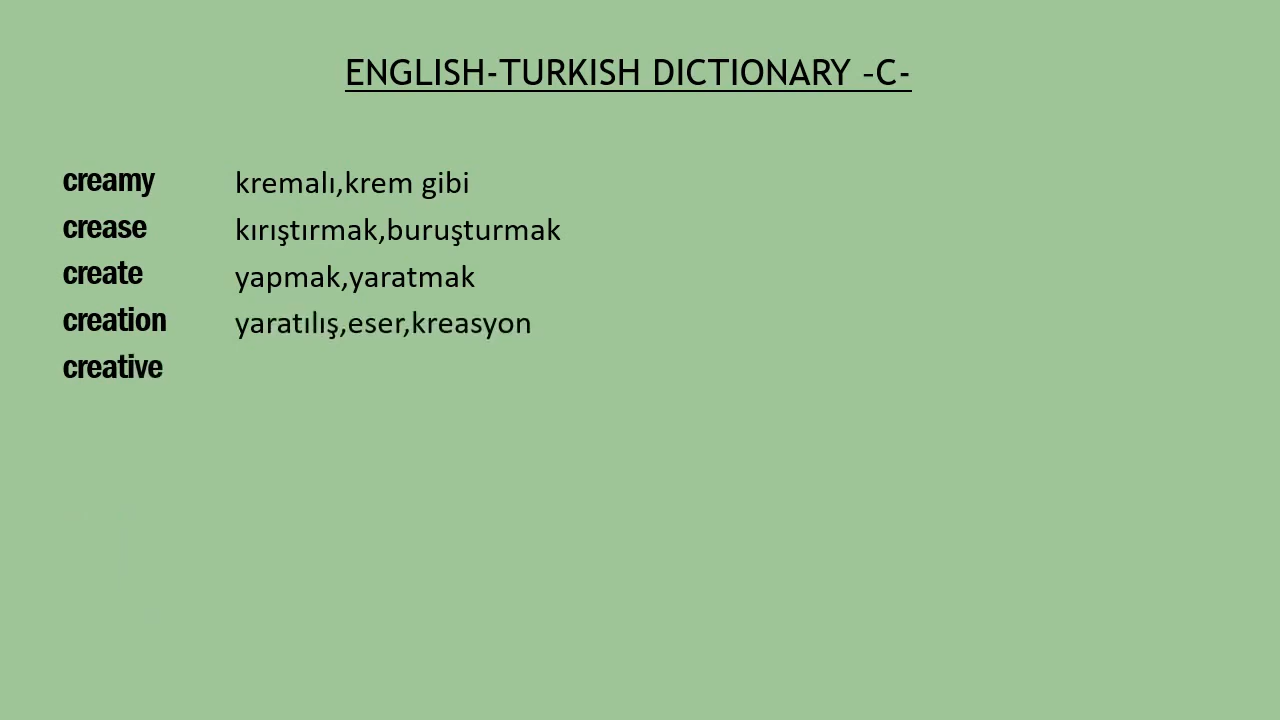 ENGLISH-TURKISH DICTIONARY -C-
creamy kremalı,krem gibi
crease kırıştırmak,buruşturmak
create yapmak,yaratmak
creation yaratılış,eser,kreasyon
creative